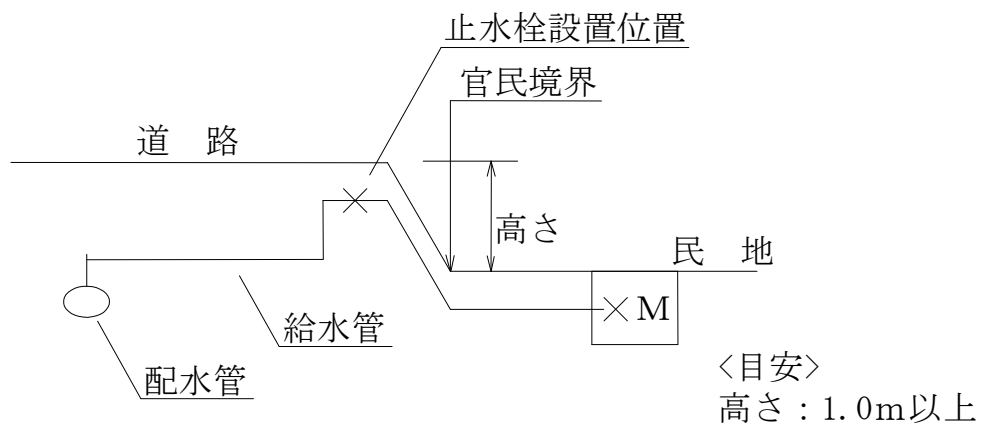 止水栓設置位置
官民境界
道　路
高さ
民　地
M
給水管
配水管
<目安>
高さ：1.0m以上